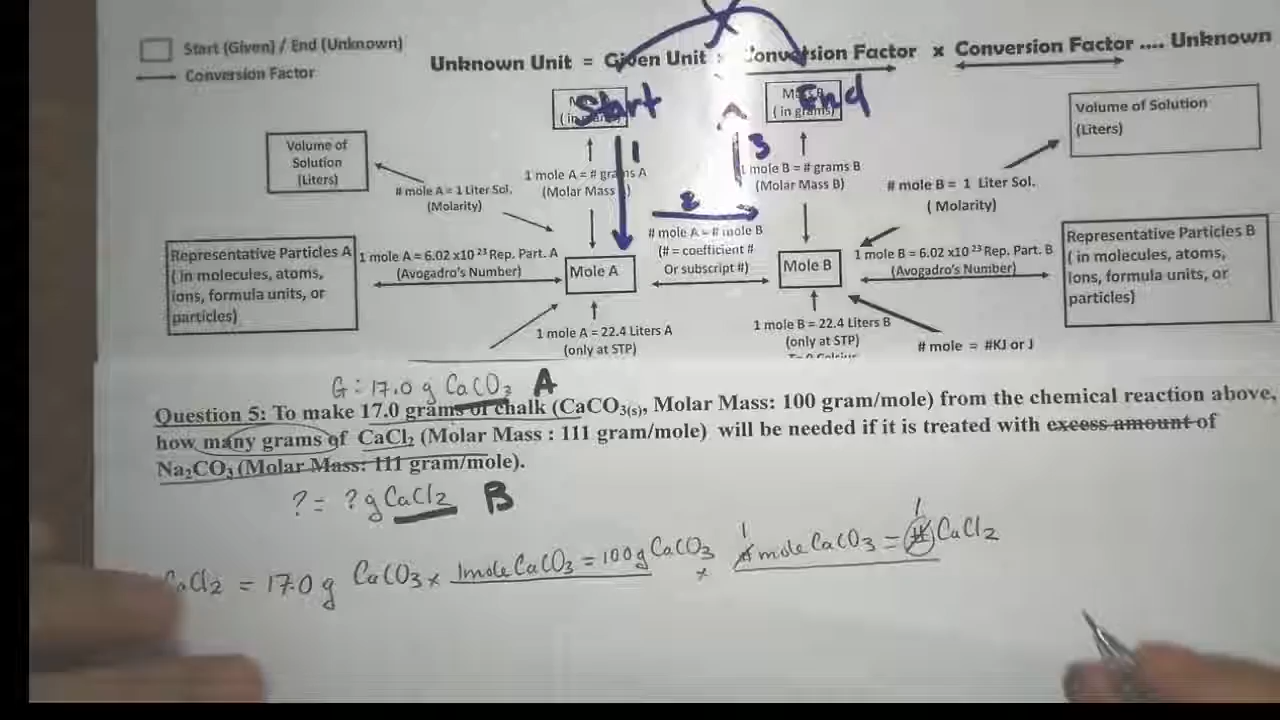 Start (Given) / End (Unknown)
Conversion Factor
Unknown Unit = Given Unit Conversion Factor x Conversion Factor .... Unknown
Start
(in grams)
End
(in grams)
Volume of Solution
(Liters)
Volume of
Solution
(Liters)
1
3
1 mole A = # grams A
(Molar Mass
1 mole B = # grams B
(Molar Mass B)
# mole A = 1 Liter Sol.
(Molarity)
# mole B = 1 Liter Sol.
( Molarity)
2
# mole A = # mole B
(# = coefficient #
Or subscript #)
Representative Particles A
( in molecules, atoms,
ions, formula units, or
particles)
1 mole A = 6.02 x10 23 Rep. Part. A
(Avogadro's Number)
Mole A
Mole B
1 mole B = 6.02 x10 23 Rep. Part. B
(Avogadro's Number)
Representative Particles B
( in molecules, atoms,
Ions, formula units, or
particles)
1 mole A = 22.4 Liters A
(only at STP)
1 mole B = 22.4 Liters B
(only at STP)
# mole = #KJ or J
G: 17.0 g CaCO3 A
Question 5: To make 17.0 grams of chalk (CaCO3(s), Molar Mass: 100 gram/mole) from the chemical reaction above,
how many grams of CaCl2 (Molar Mass : 111 gram/mole) will be needed if it is treated with excess amount of
Na2CO3 (Molar Mass: 111 gram/mole).
? = ? g CaCl2 B
CaCl2 = 17.0 g CaCO3 x 1mole CaCO3 = 100g CaCO3 x 1 # mole CaCO3 = 1 # CaCl2